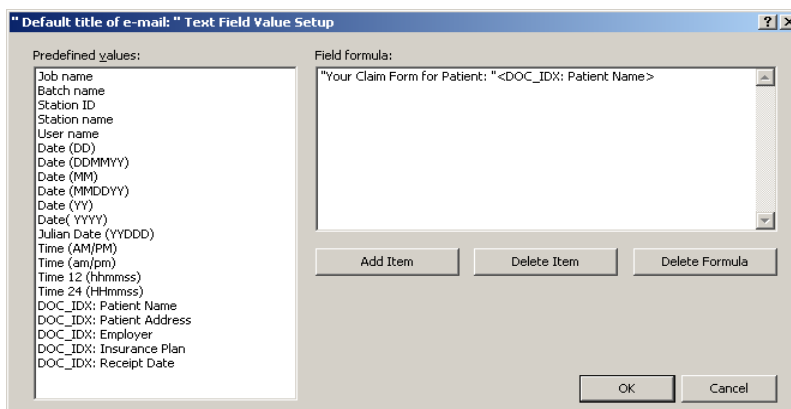 " Default title of e-mail: " Text Field Value Setup
Predefined values:
Job name
Batch name
Station ID
Station name
User name
Date (DD)
Date (DDMMYY)
Date (MM)
Date (MMDDYY)
Date (YY)
Date( YYYY)
Julian Date (YYDDD)
Time (AM/PM)
Time (am/pm)
Time 12 (hhmmss)
Time 24 (HHmmss)
DOC_IDX: Patient Name
DOC_IDX: Patient Address
DOC_IDX: Employer
DOC_IDX: Insurance Plan
DOC_IDX: Receipt Date
Field formula:
"Your Claim Form for Patient: "<DOC_IDX: Patient Name>
Add Item Delete Item Delete Formula
OK Cancel